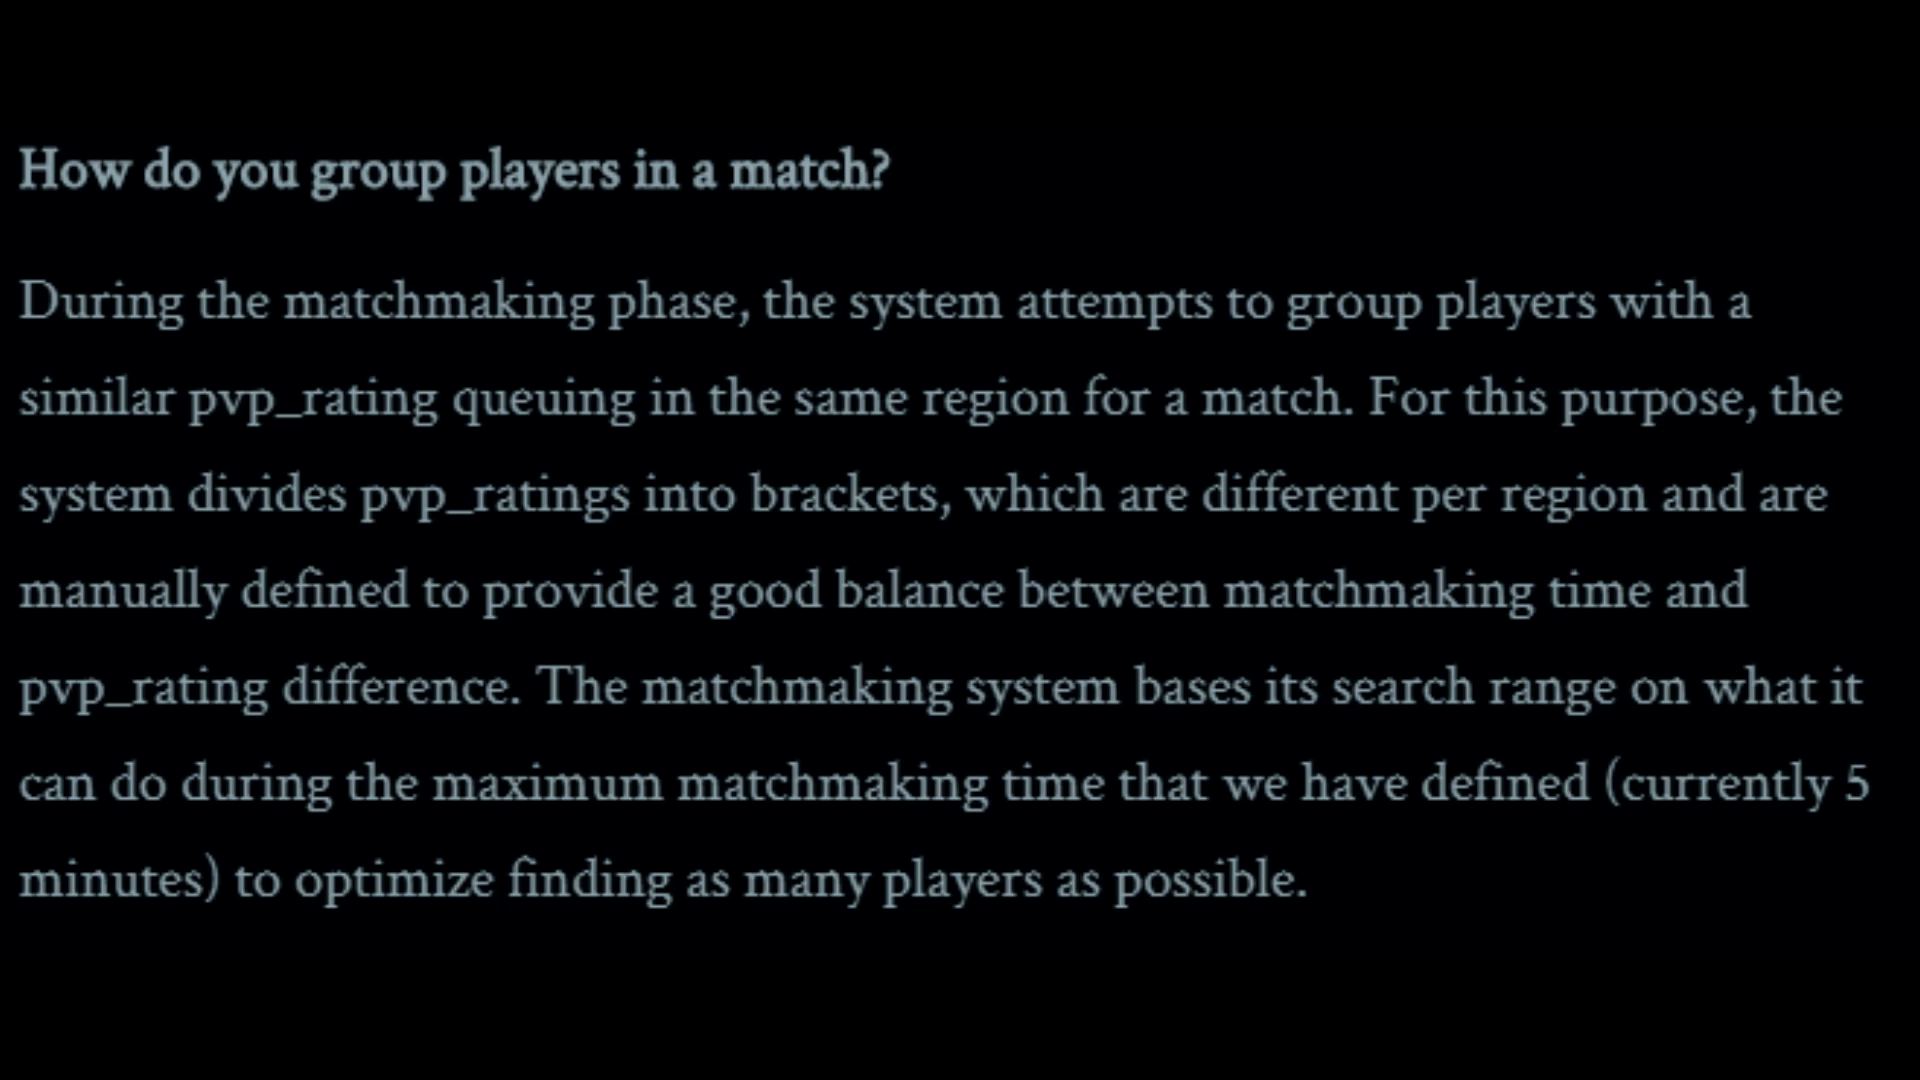 How do you group players in a match?
During the matchmaking phase, the system attempts to group players with a
similar pvp_rating queuing in the same region for a match. For this purpose, the
system divides pvp_ratings into brackets, which are different per region and are
manually defined to provide a good balance between matchmaking time and
pvp_rating difference. The matchmaking system bases its search range on what it
can do during the maximum matchmaking time that we have defined (currently 5
minutes) to optimize finding as many players as possible.